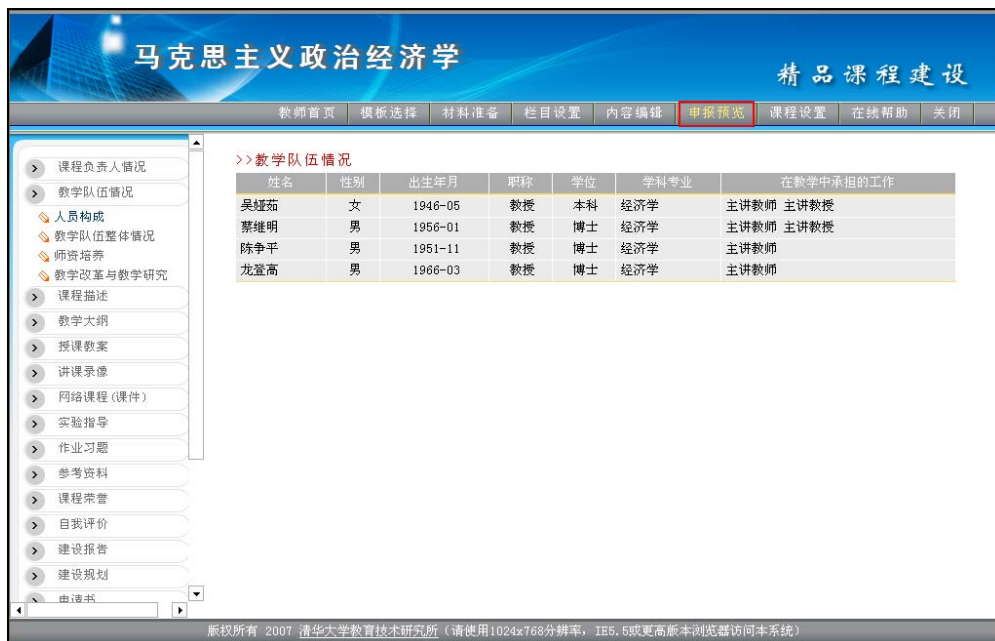 马克思主义政治经济学
精品课程建设
教师首页 模板选择 材料准备 栏目设置 内容编辑 申报预览 课程设置 在线帮助 关闭
课程负责人情况
教学队伍情况
人员构成
教学队伍整体情况
师资培养
教学改革与教学研究
课程描述
教学大纲
授课教案
讲课录像
网络课程(课件)
实验指导
作业习题
参考资料
课程荣誉
自我评价
建设报告
建设规划
申请书
>>教学队伍情况
姓名 性别 出生年月 职称 学位 学科专业 在教学中承担的工作
吴娅茹 女 1946-05 教授 本科 经济学 主讲教师 主讲教授
蔡继明 男 1956-01 教授 博士 经济学 主讲教师 主讲教授
陈争平 男 1951-11 教授 博士 经济学 主讲教师
龙登高 男 1966-03 教授 博士 经济学 主讲教师
版权所有 2007 清华大学教育技术研究所（请使用1024x768分辨率，IE5.5或更高版本浏览器访问本系统）